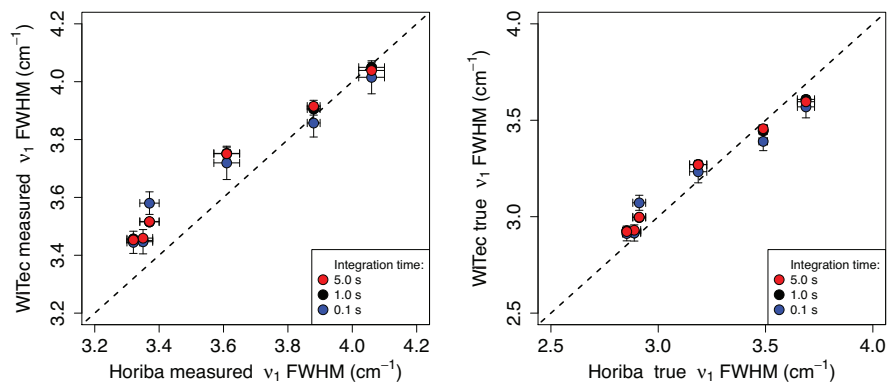 4.2
4.0
3.8
3.6
3.4
3.2
WITec measured ν₁ FWHM (cm⁻¹)
Integration time:
5.0 s
1.0 s
0.1 s
3.2 3.4 3.6 3.8 4.0 4.2
Horiba measured ν₁ FWHM (cm⁻¹)
4.0
3.5
3.0
2.5
WITec true ν₁ FWHM (cm⁻¹)
Integration time:
5.0 s
1.0 s
0.1 s
2.5 3.0 3.5 4.0
Horiba true ν₁ FWHM (cm⁻¹)